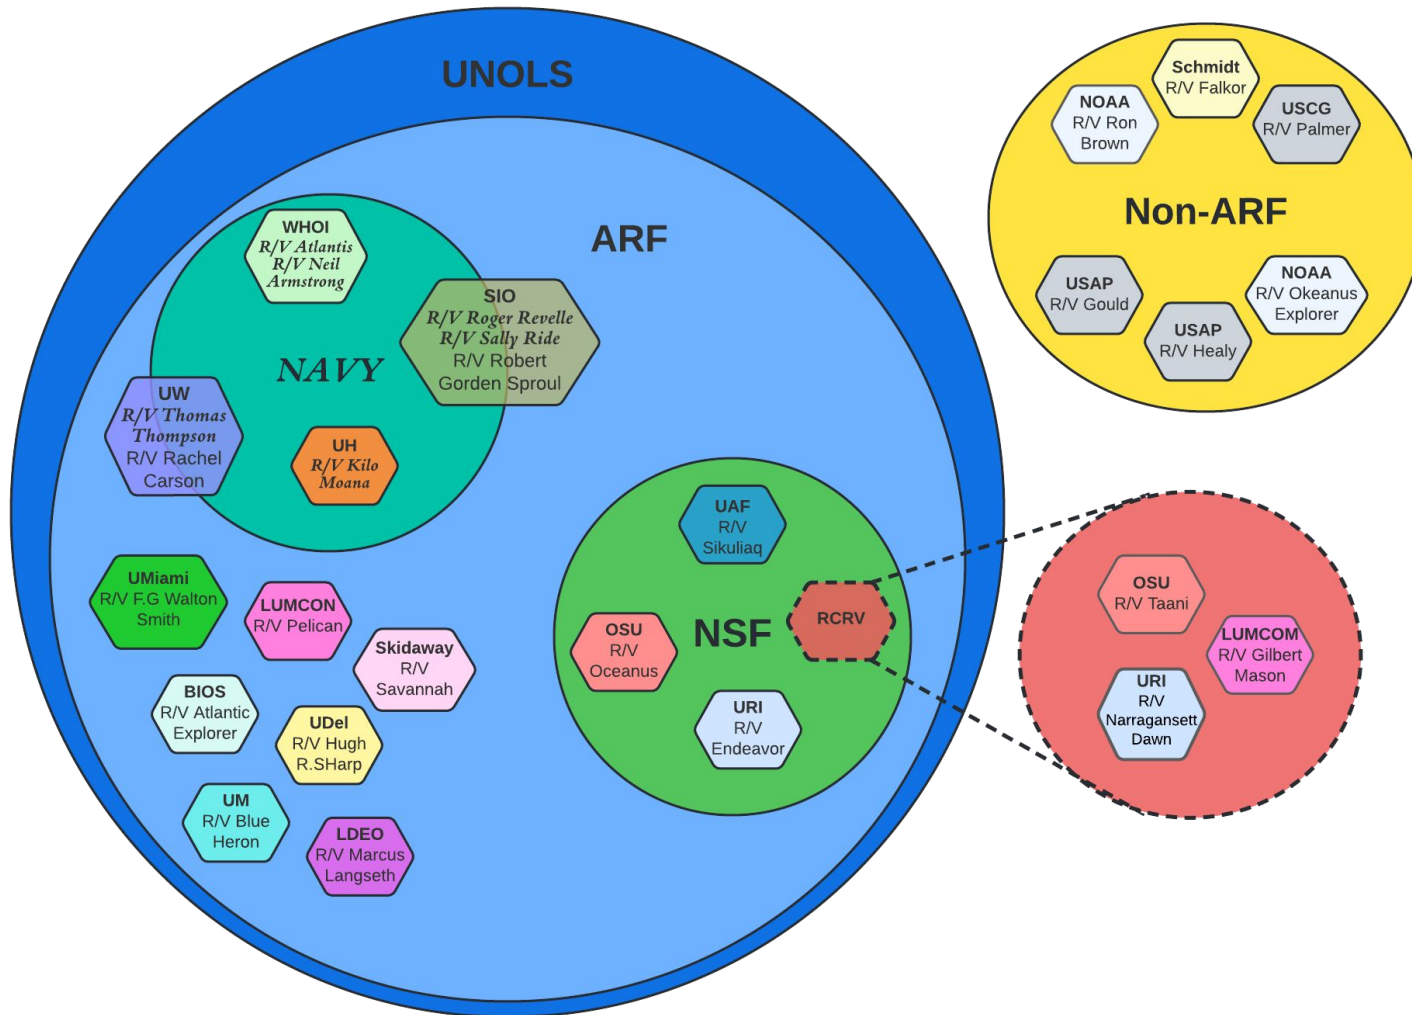 UNOLS
ARF
WHOI
R/V Atlantis
R/V Neil
Armstrong
SIO
R/V Roger Revelle
R/V Sally Ride
R/V Robert
Gorden Sproul
NAVY
UW
R/V Thomas
Thompson
R/V Rachel
Carson
UH
R/V Kilo
Moana
UMiami
R/V F.G Walton
Smith
LUMCON
R/V Pelican
Skidaway
R/V
Savannah
BIOS
R/V Atlantic
Explorer
UDel
R/V Hugh
R.SHarp
UM
R/V Blue
Heron
LDEO
R/V Marcus
Langseth
UAF
R/V
Sikuliaq
OSU
R/V
Oceanus
NSF
RCRV
URI
R/V
Endeavor
Schmidt
R/V Falkor
NOAA
R/V Ron
Brown
USCG
R/V Palmer
Non-ARF
USAP
R/V Gould
USAP
R/V Healy
NOAA
R/V Okeanus
Explorer
OSU
R/V Taani
LUMCOM
R/V Gilbert
Mason
URI
R/V
Narragansett
Dawn